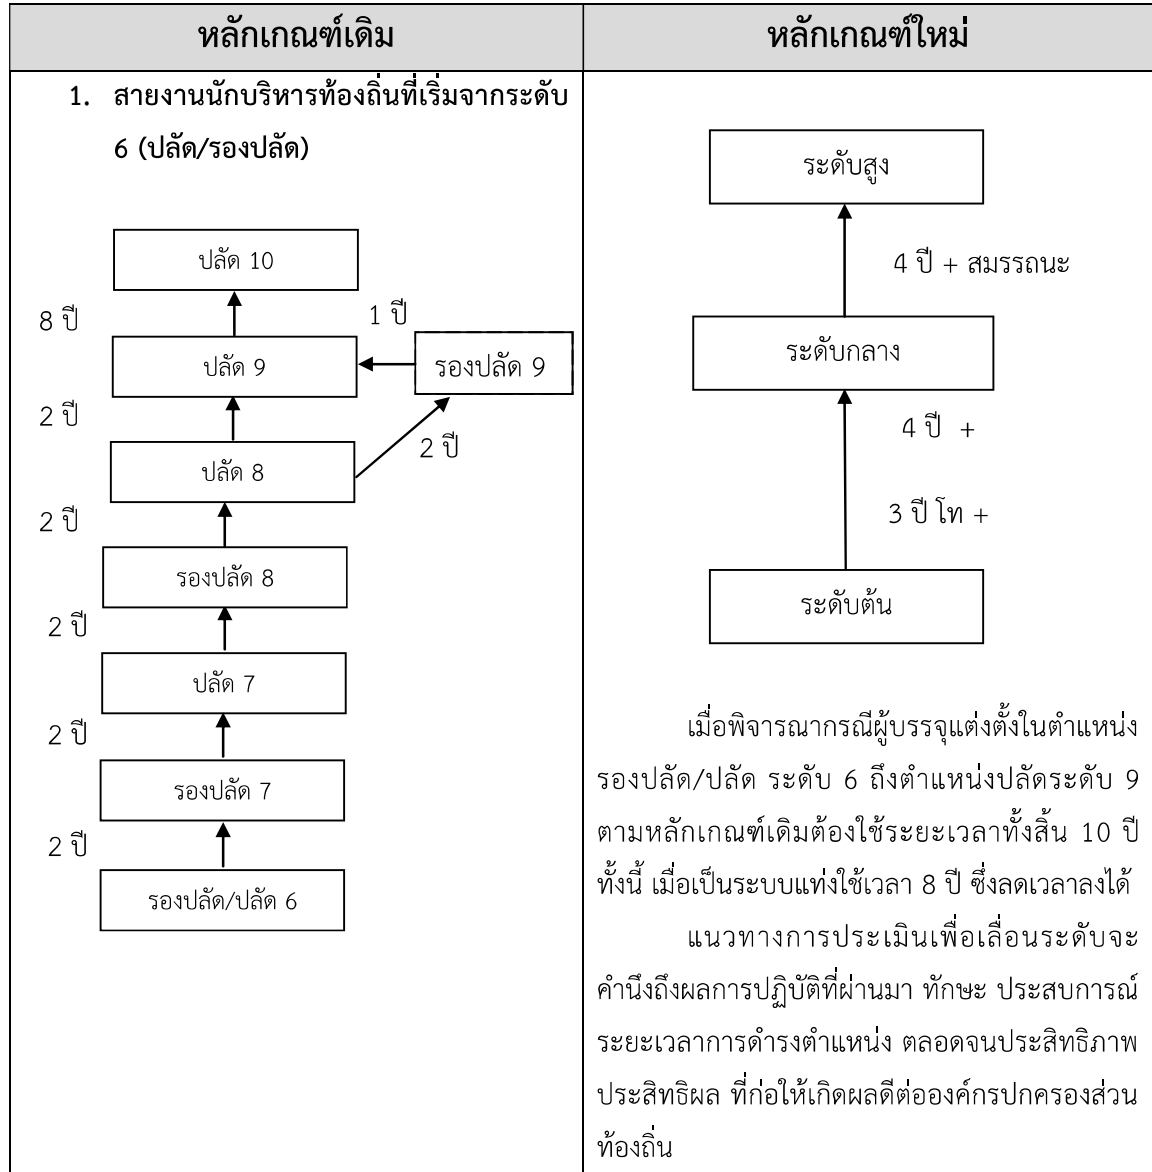 หลักเกณฑ์เดิม
หลักเกณฑ์ใหม่
1. สายงานนักบริหารท้องถิ่นที่เริ่มจากระดับ
6 (ปลัด/รองปลัด)
ปลัด 10
8 ปี
1 ปี
ปลัด 9
รองปลัด 9
2 ปี
2 ปี
ปลัด 8
2 ปี
รองปลัด 8
2 ปี
ปลัด 7
2 ปี
รองปลัด 7
2 ปี
รองปลัด/ปลัด 6
ระดับสูง
4 ปี + สมรรถนะ
ระดับกลาง
4 ปี +
3 ปี โท +
ระดับต้น
เมื่อพิจารณากรณีผู้บรรจุแต่งตั้งในตำแหน่ง
รองปลัด/ปลัด ระดับ 6 ถึงตำแหน่งปลัดระดับ 9
ตามหลักเกณฑ์เดิมต้องใช้ระยะเวลาทั้งสิ้น 10 ปี
ทั้งนี้ เมื่อเป็นระบบแท่งใช้เวลา 8 ปี ซึ่งลดเวลาลงได้
แนวทางการประเมินเพื่อเลื่อนระดับจะ
คำนึงถึงผลการปฏิบัติที่ผ่านมา ทักษะ ประสบการณ์
ระยะเวลาการดำรงตำแหน่ง ตลอดจนประสิทธิภาพ
ประสิทธิผล ที่ก่อให้เกิดผลดีต่อองค์กรปกครองส่วน
ท้องถิ่น